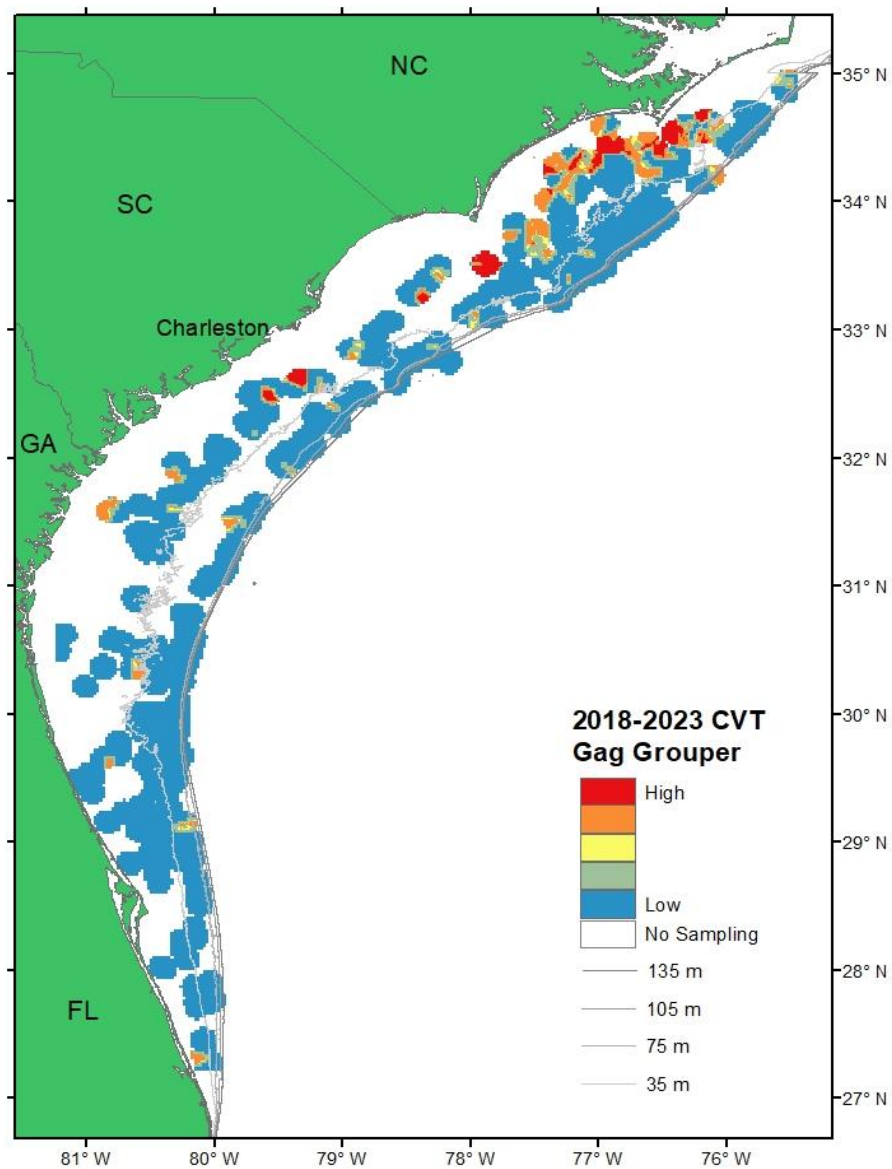 NC
SC
Charleston
GA
FL
35° N
34° N
33° N
32° N
31° N
30° N
29° N
28° N
27° N
2018-2023 CVT
Gag Grouper
High
Low
No Sampling
135 m
105 m
75 m
35 m
81° W
80° W
79° W
78° W
77° W
76° W